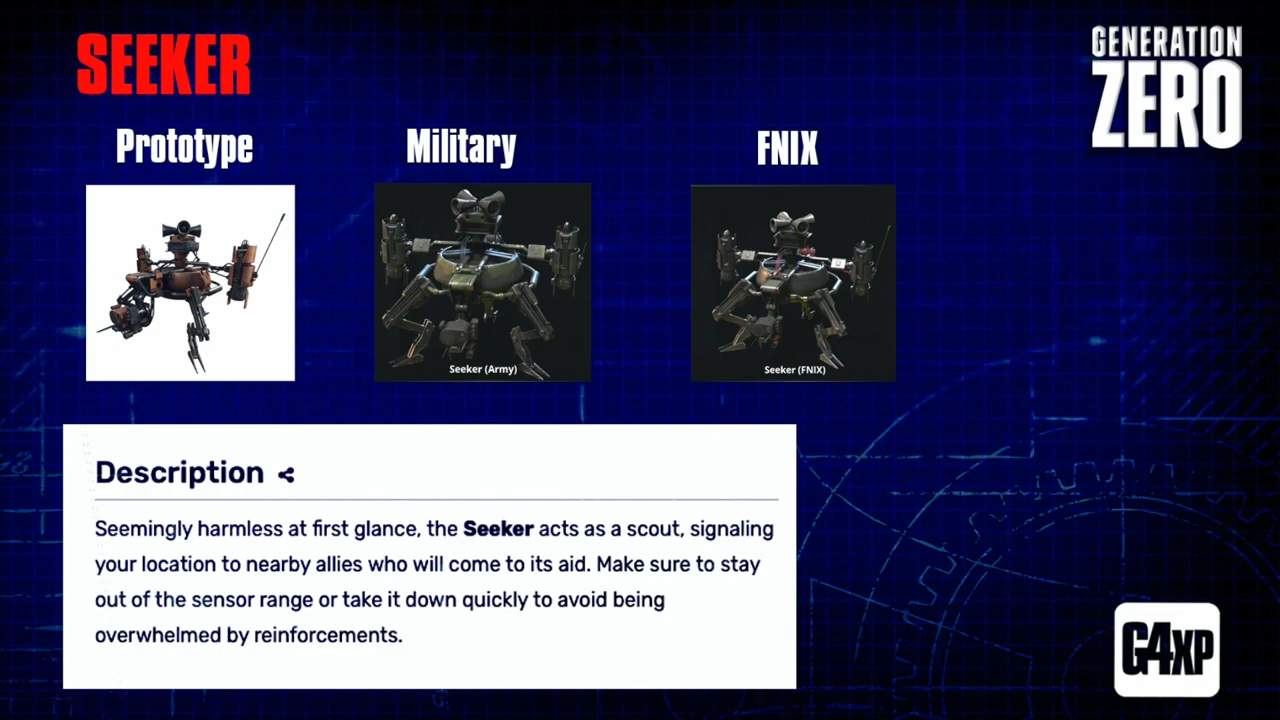 SEEKER
GENERATION
ZERO
Prototype
Military
FNIX
Seeker (Army)
Seeker (FNIX)
Description
Seemingly harmless at first glance, the Seeker acts as a scout, signaling
your location to nearby allies who will come to its aid. Make sure to stay
out of the sensor range or take it down quickly to avoid being
overwhelmed by reinforcements.
G4XP